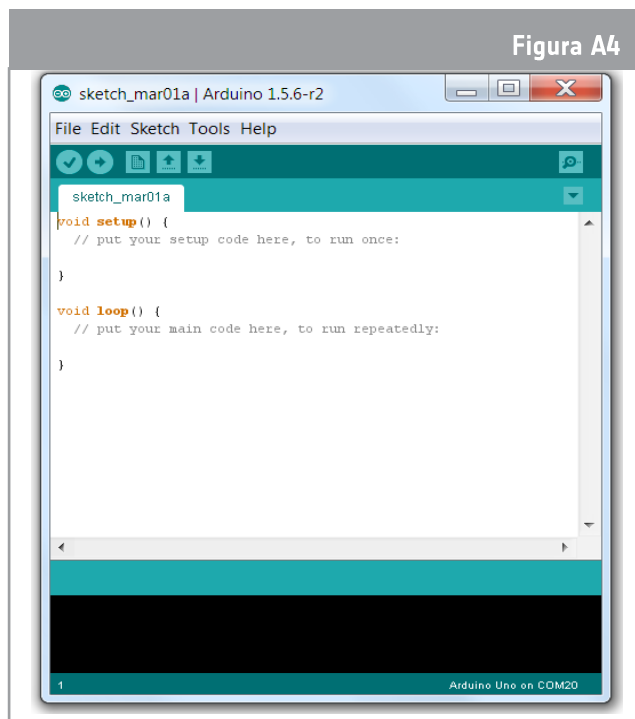 Figura A4
sketch_mar01a | Arduino 1.5.6-r2
File Edit Sketch Tools Help
sketch_mar01a
void setup() {
  // put your setup code here, to run once:
}
void loop() {
  // put your main code here, to run repeatedly:
}
1 Arduino Uno on COM20